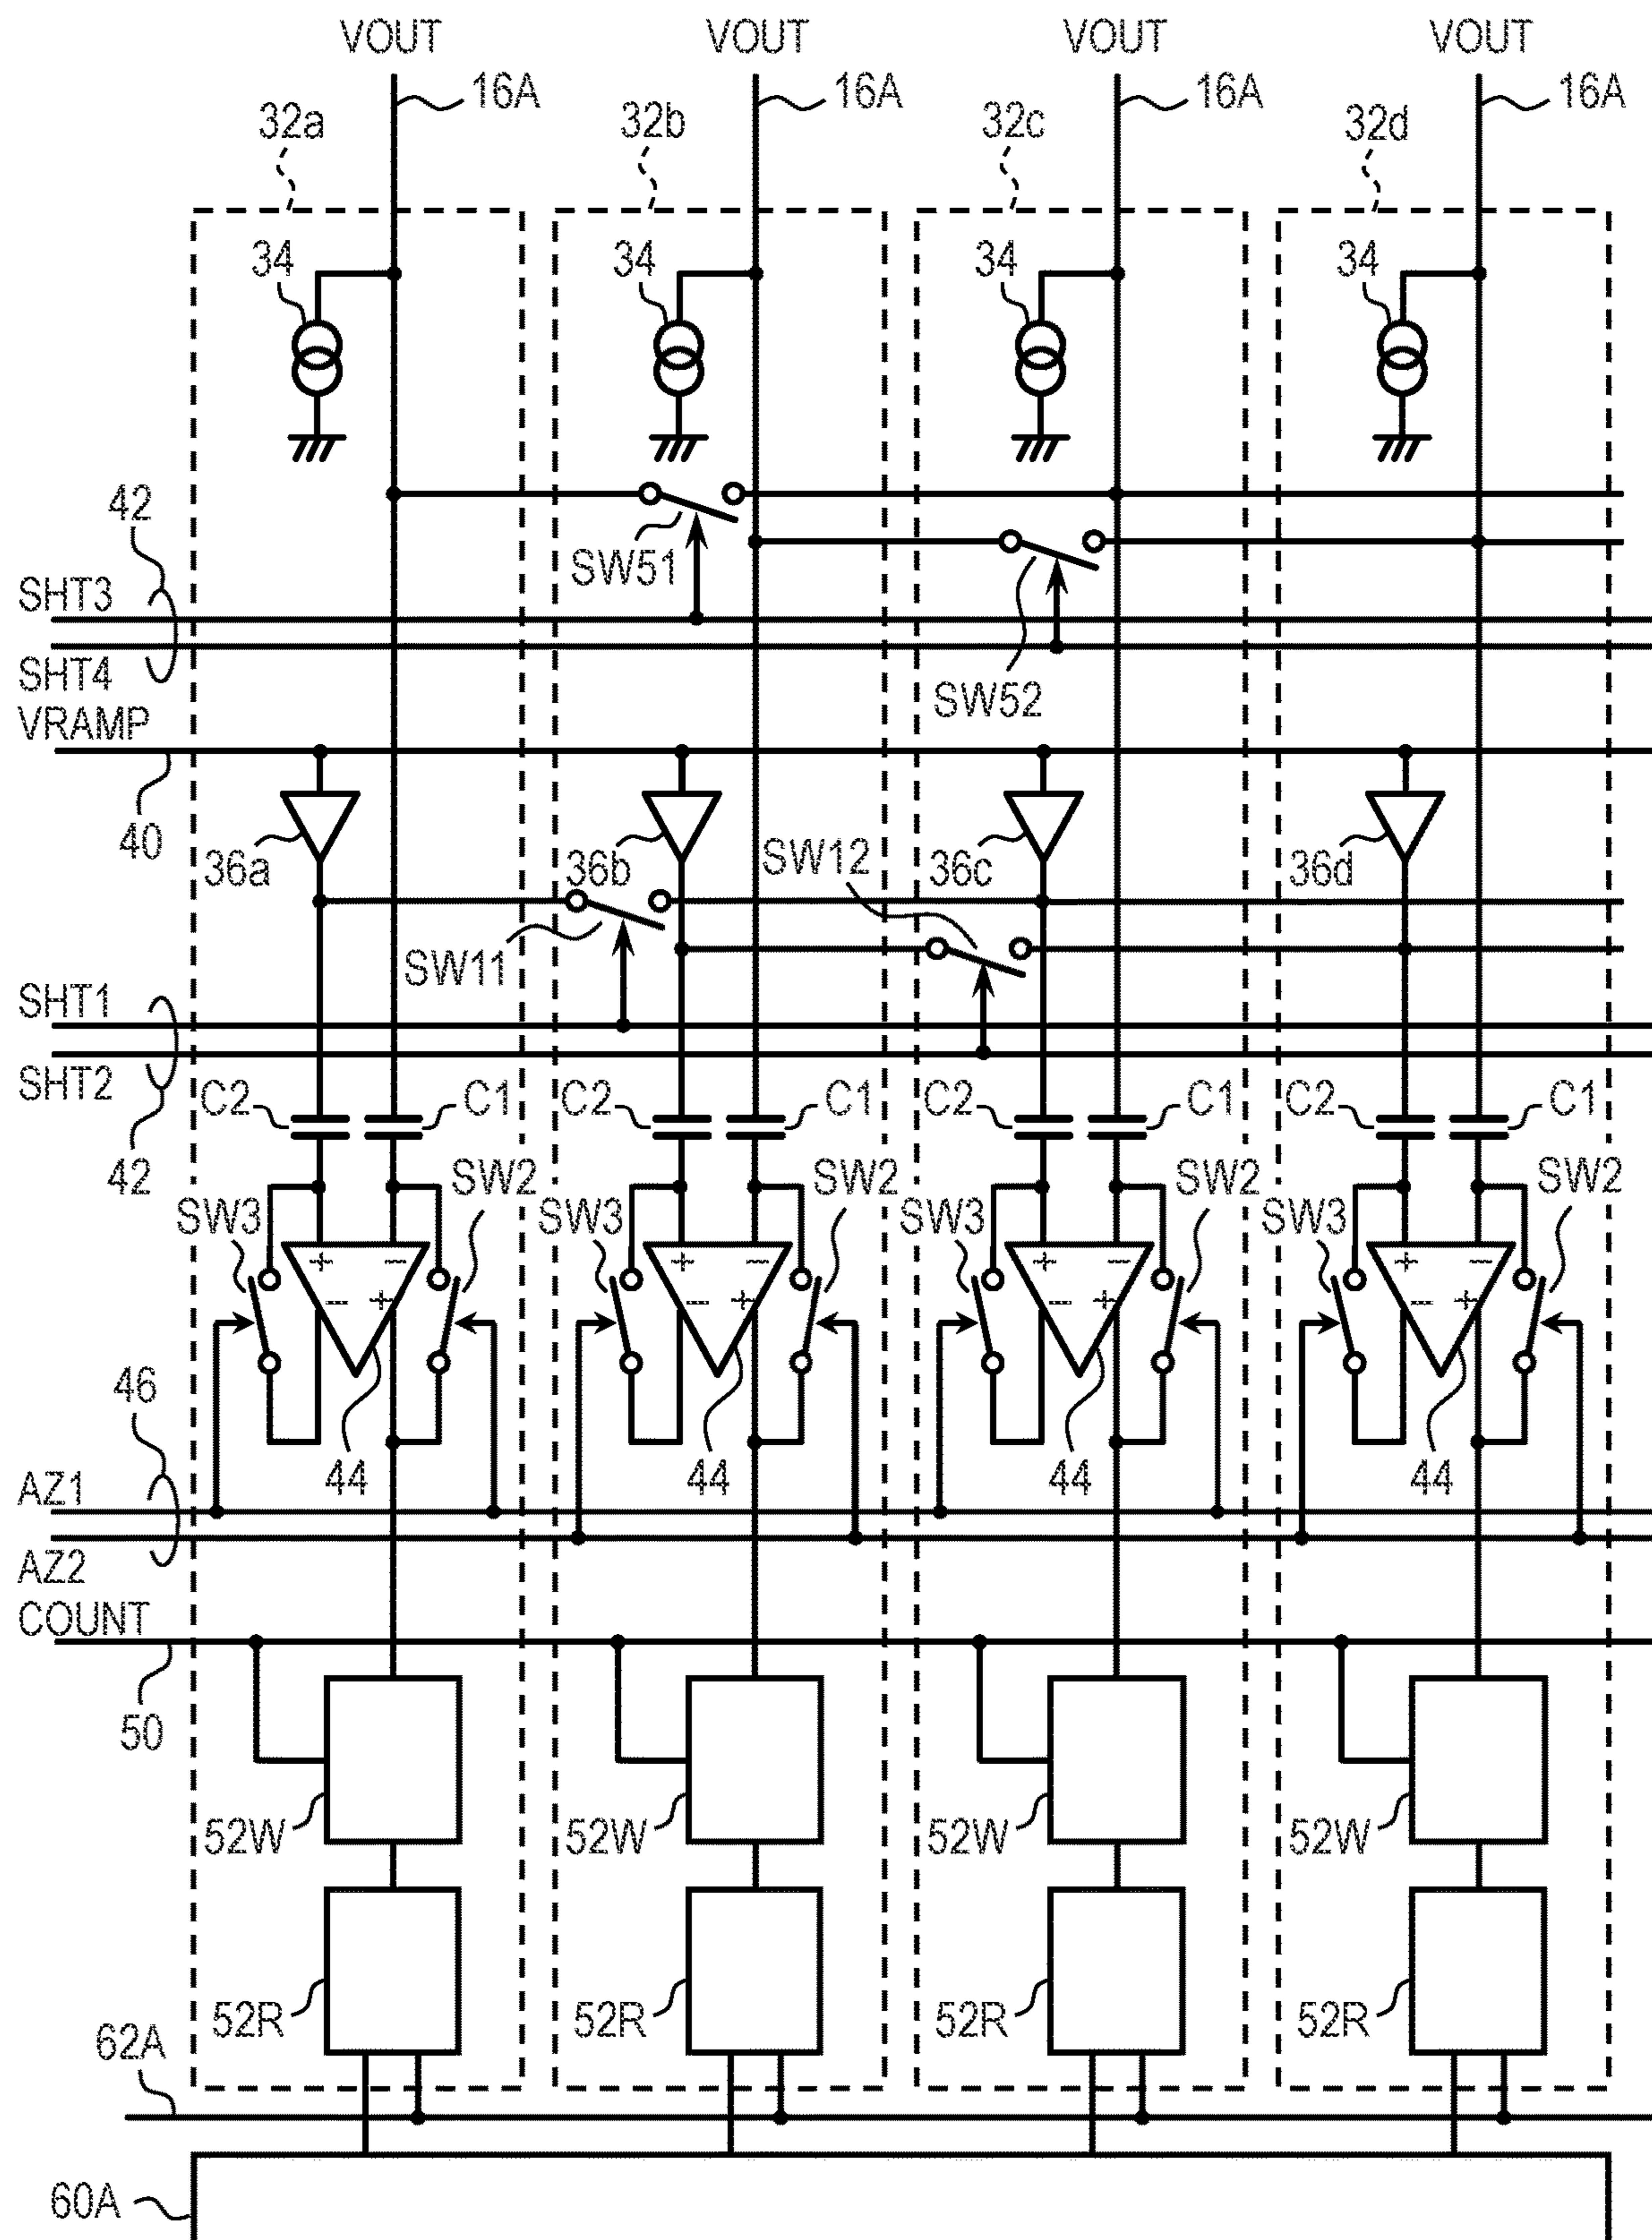 VOUT VOUT VOUT VOUT
16A 16A 16A 16A
32a 32b 32c 32d
34 34 34 34
42
SW51
SHT3
SHT4
SW52
VRAMP
40
36a 36b SW12 36c 36d
SW11
SHT1
SHT2
C2 C1 C2 C1 C2 C1 C2 C1
42
SW3 SW2 SW3 SW2 SW3 SW2 SW3 SW2
+ − + − + − + −
− + − + − + − +
46
44 44 44 44
AZ1
AZ2
COUNT
50
52W 52W 52W 52W
52R 52R 52R 52R
62A
60A